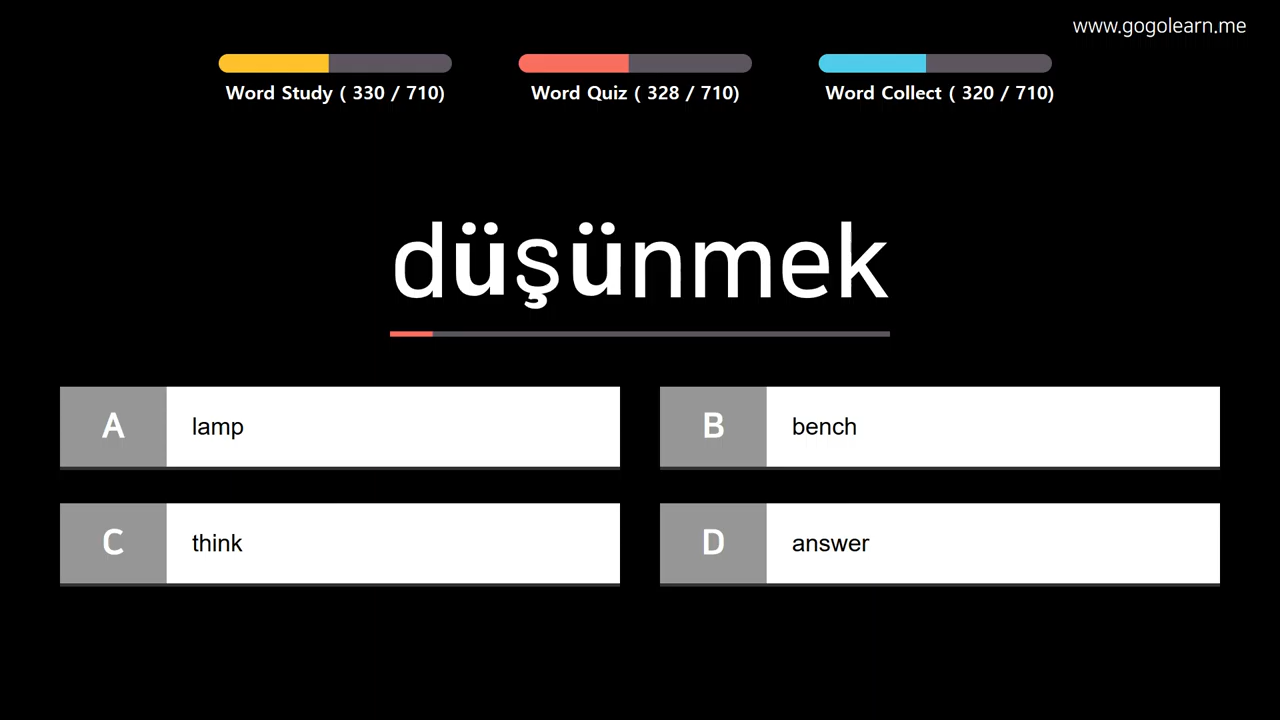 www.gogolearn.me
Word Study ( 330 / 710)
Word Quiz ( 328 / 710)
Word Collect ( 320 / 710)
düşünmek
A lamp
B bench
C think
D answer